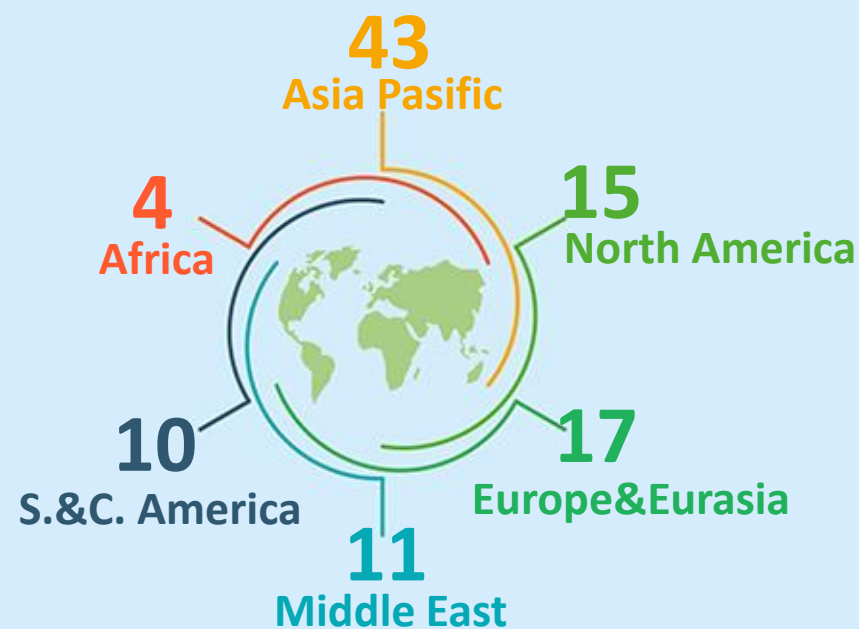 43
Asia Pasific
4
Africa
15
North America
10
S.&C. America
17
Europe&Eurasia
11
Middle East